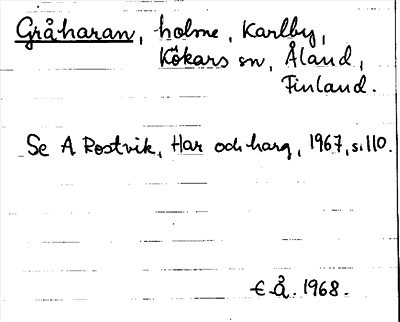 Gråharan, holme, Karlby,
Kökars sn, Åland,
Finland.
Se A Rostvik, Har och harg, 1967, s. 110.
E. Å. 1968.